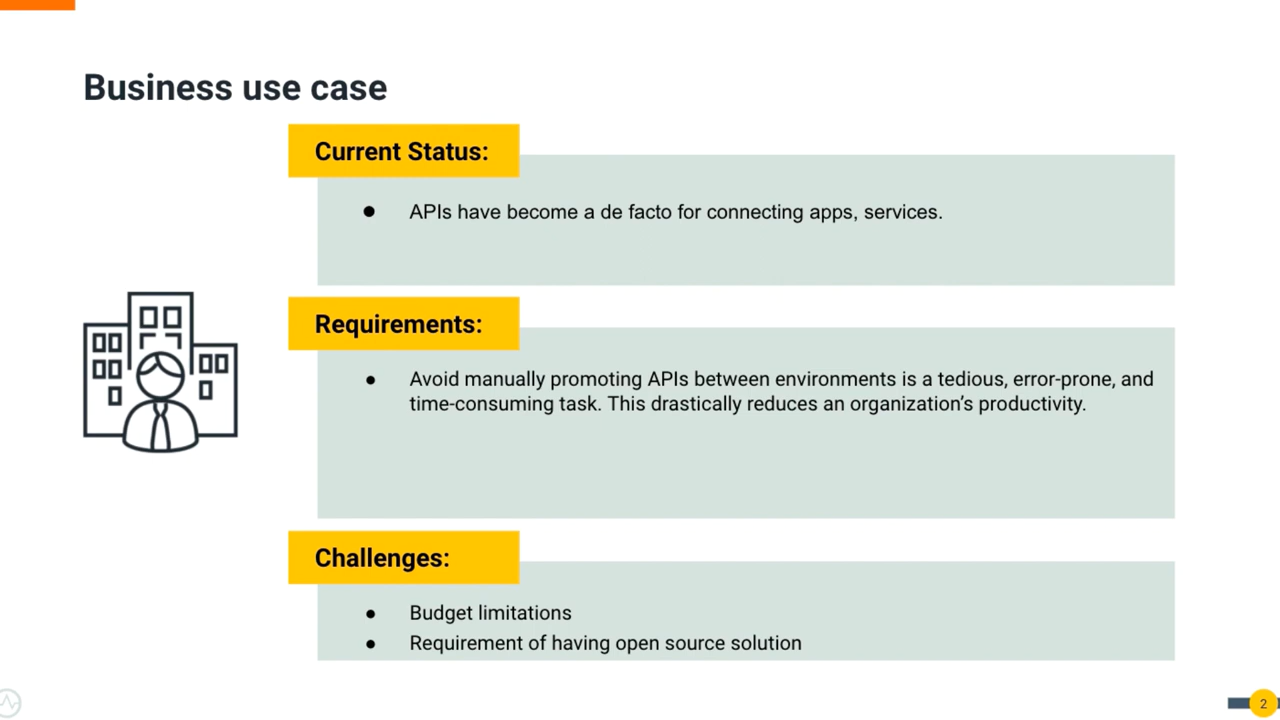 Business use case
Current Status:
● APIs have become a de facto for connecting apps, services.
Requirements:
● Avoid manually promoting APIs between environments is a tedious, error-prone, and
time-consuming task. This drastically reduces an organization’s productivity.
Challenges:
● Budget limitations
● Requirement of having open source solution
2